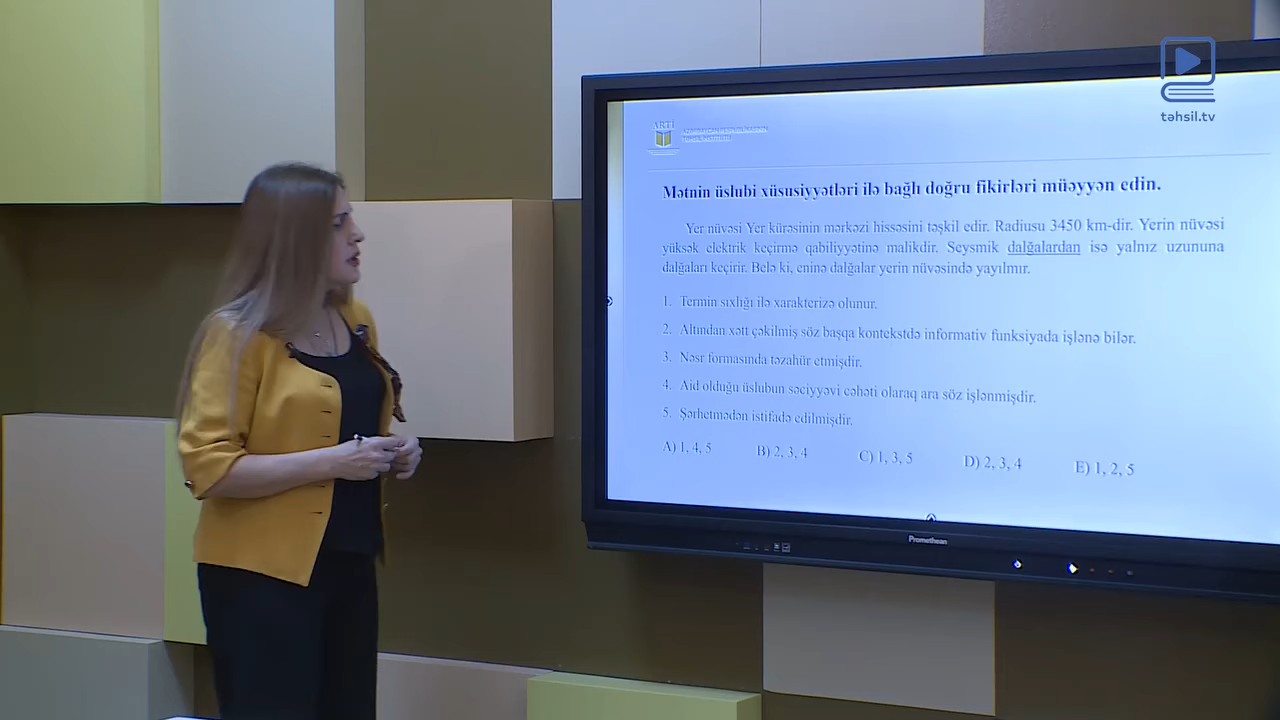 təhsil.tv
ARTİ
Mətnin üslubi xüsusiyyətləri ilə bağlı doğru fikirləri müəyyən edin.
Yer nüvəsi Yer kürəsinin mərkəzi hissəsini təşkil edir. Radiusu 3450 km-dir. Yerin nüvəsi
yüksək elektrik keçirmə qabiliyyətinə malikdir. Seysmik dalğalardan isə yalnız uzununa
dalğaları keçirir. Belə ki, eninə dalğalar yerin nüvəsində yayılmır.
1. Termin sıxlığı ilə xarakterizə olunur.
2. Altından xətt çəkilmiş söz başqa kontekstdə informativ funksiyada işlənə bilər.
3. Nəsr formasında təzahür etmişdir.
4. Aid olduğu üslubun səciyyəvi cəhəti olaraq ara söz işlənmişdir.
5. Şərhetmədən istifadə edilmişdir.
A) 1, 4, 5 B) 2, 3, 4 C) 1, 3, 5 D) 2, 3, 4 E) 1, 2, 5
Promethean